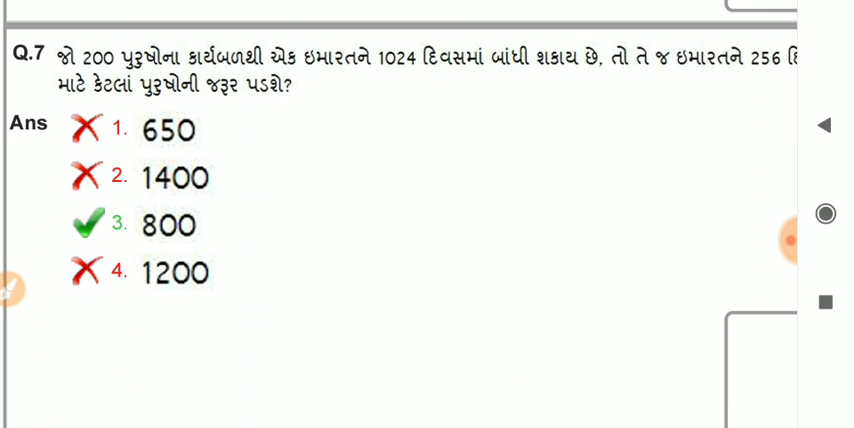 Q.7 જો 200 પુરુષોના કાર્યબળથી એક ઇમારતને 1024 દિવસમાં બાંધી શકાય છે, તો તે જ ઇમારતને 256
માટે કેટલાં પુરુષોની જરૂર પડશે?
Ans 1. 650
2. 1400
3. 800
4. 1200